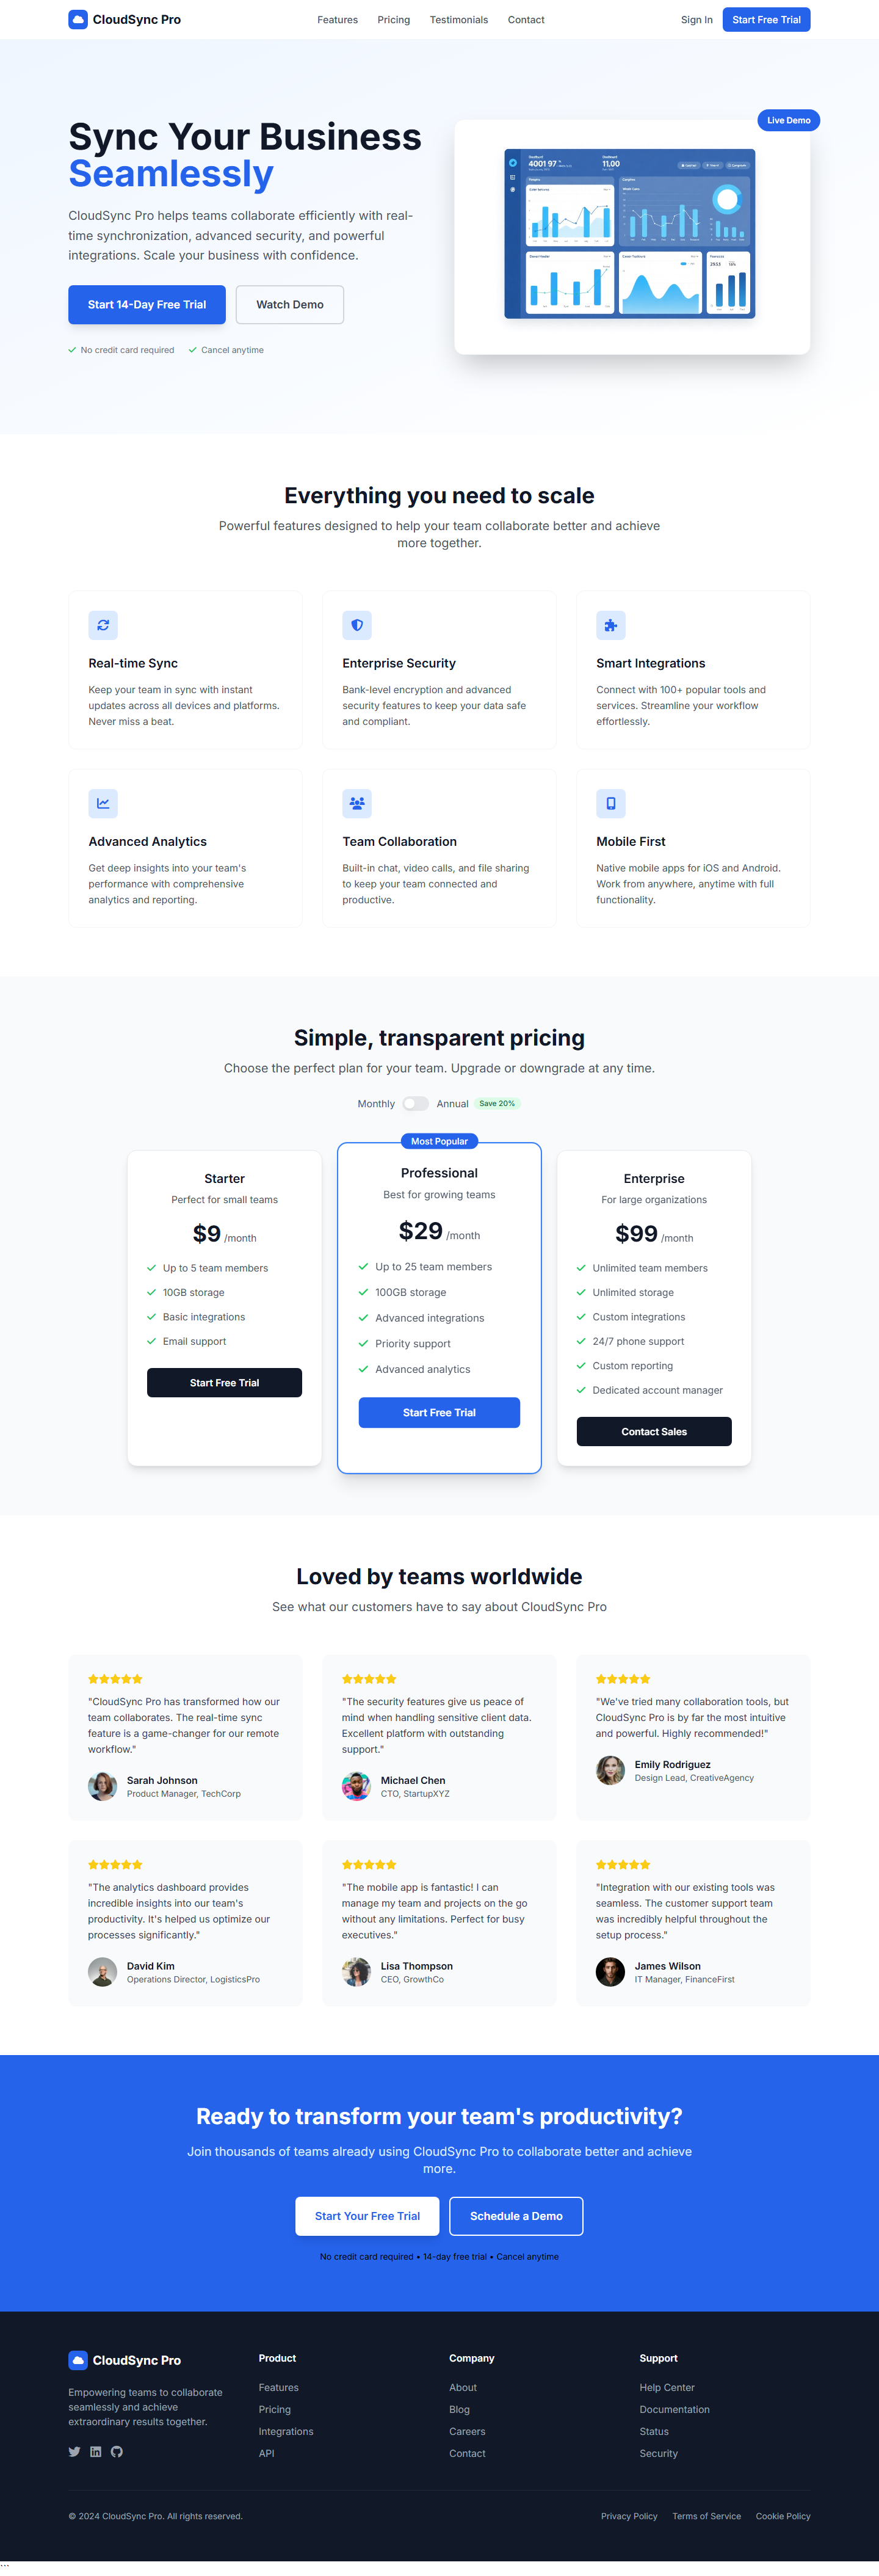 CloudSync Pro
Features
Pricing
Testimonials
Contact
Sign In
Start Free Trial
Sync Your Business
Seamlessly
CloudSync Pro helps teams collaborate efficiently with real-
time synchronization, advanced security, and powerful
integrations. Scale your business with confidence.
Start 14-Day Free Trial
Watch Demo
No credit card required
Cancel anytime
Live Demo
4001 97
11.00
2553
Everything you need to scale
Powerful features designed to help your team collaborate better and achieve
more together.
Real-time Sync
Keep your team in sync with instant
updates across all devices and platforms.
Never miss a beat.
Enterprise Security
Bank-level encryption and advanced
security features to keep your data safe
and compliant.
Smart Integrations
Connect with 100+ popular tools and
services. Streamline your workflow
effortlessly.
Advanced Analytics
Get deep insights into your team's
performance with comprehensive
analytics and reporting.
Team Collaboration
Built-in chat, video calls, and file sharing
to keep your team connected and
productive.
Mobile First
Native mobile apps for iOS and Android.
Work from anywhere, anytime with full
functionality.
Simple, transparent pricing
Choose the perfect plan for your team. Upgrade or downgrade at any time.
Monthly
Annual
Save 20%
Starter
Perfect for small teams
$9 /month
Up to 5 team members
10GB storage
Basic integrations
Email support
Start Free Trial
Most Popular
Professional
Best for growing teams
$29 /month
Up to 25 team members
100GB storage
Advanced integrations
Priority support
Advanced analytics
Start Free Trial
Enterprise
For large organizations
$99 /month
Unlimited team members
Unlimited storage
Custom integrations
24/7 phone support
Custom reporting
Dedicated account manager
Contact Sales
Loved by teams worldwide
See what our customers have to say about CloudSync Pro
"CloudSync Pro has transformed how our
team collaborates. The real-time sync
feature is a game-changer for our remote
workflow."
Sarah Johnson
Product Manager, TechCorp
"The security features give us peace of
mind when handling sensitive client data.
Excellent platform with outstanding
support."
Michael Chen
CTO, StartupXYZ
"We've tried many collaboration tools, but
CloudSync Pro is by far the most intuitive
and powerful. Highly recommended!"
Emily Rodriguez
Design Lead, CreativeAgency
"The analytics dashboard provides
incredible insights into our team's
productivity. It's helped us optimize our
processes significantly."
David Kim
Operations Director, LogisticsPro
"The mobile app is fantastic! I can
manage my team and projects on the go
without any limitations. Perfect for busy
executives."
Lisa Thompson
CEO, GrowthCo
"Integration with our existing tools was
seamless. The customer support team
was incredibly helpful throughout the
setup process."
James Wilson
IT Manager, FinanceFirst
Ready to transform your team's productivity?
Join thousands of teams already using CloudSync Pro to collaborate better and achieve
more.
Start Your Free Trial
Schedule a Demo
No credit card required • 14-day free trial • Cancel anytime
CloudSync Pro
Empowering teams to collaborate
seamlessly and achieve
extraordinary results together.
Product
Features
Pricing
Integrations
API
Company
About
Blog
Careers
Contact
Support
Help Center
Documentation
Status
Security
© 2024 CloudSync Pro. All rights reserved.
Privacy Policy
Terms of Service
Cookie Policy
```